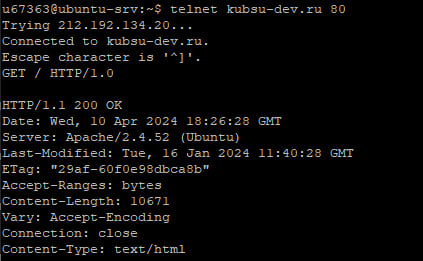 u67363@ubuntu-srv:~$ telnet kubsu-dev.ru 80
Trying 212.192.134.20...
Connected to kubsu-dev.ru.
Escape character is '^]'.
GET / HTTP/1.0

HTTP/1.1 200 OK
Date: Wed, 10 Apr 2024 18:26:28 GMT
Server: Apache/2.4.52 (Ubuntu)
Last-Modified: Tue, 16 Jan 2024 11:40:28 GMT
ETag: "29af-60f0e98dbca8b"
Accept-Ranges: bytes
Content-Length: 10671
Vary: Accept-Encoding
Connection: close
Content-Type: text/html